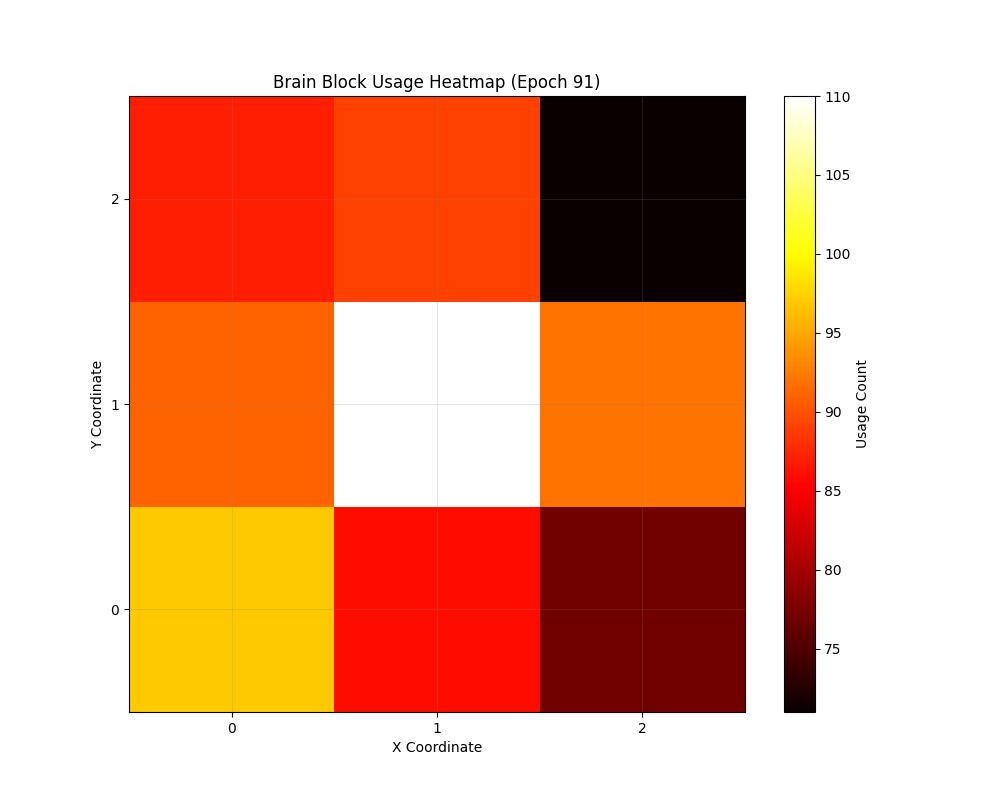 Brain Block Usage Heatmap (Epoch 91)
2
1
0
Y Coordinate
0 1 2
X Coordinate
110
105
100
95
90
85
80
75
Usage Count